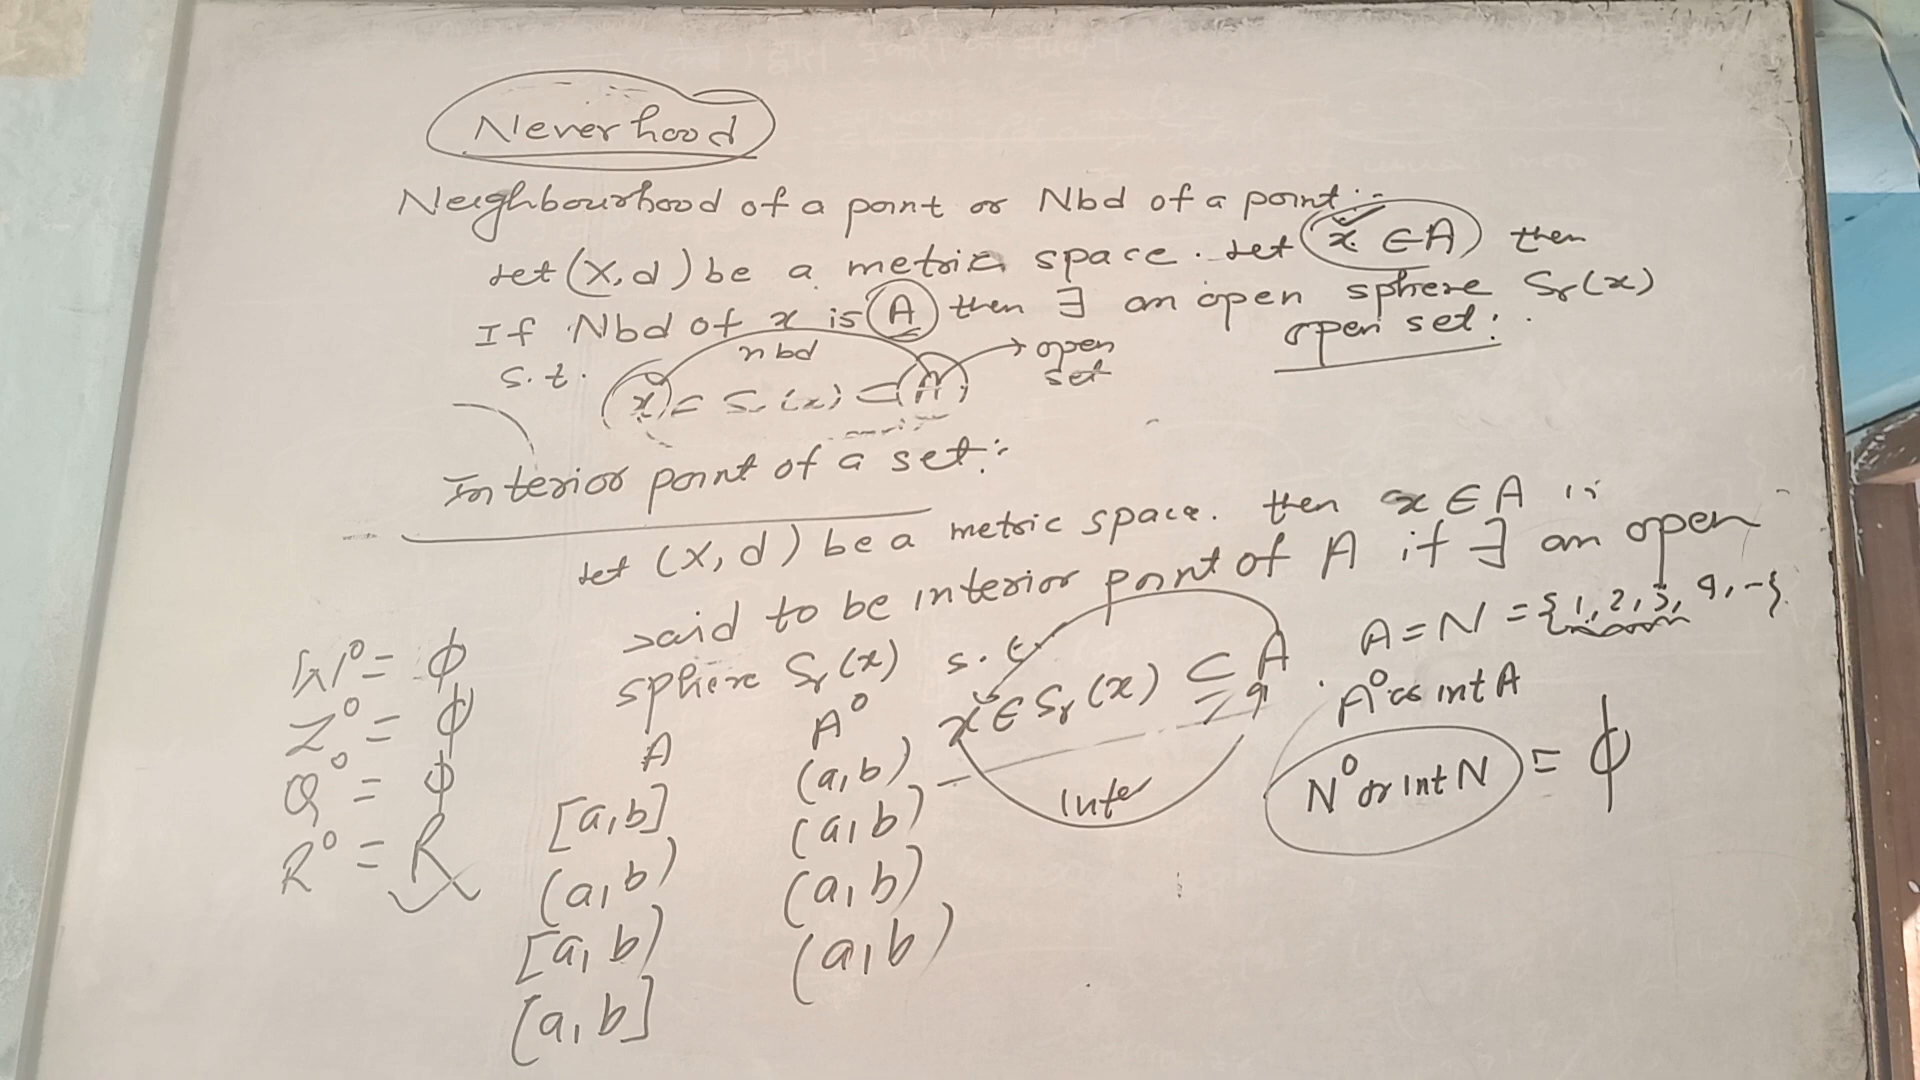 Neverhood
Neighbourhood of a point or Nbd of a point :-
Let (X, d) be a metric space. Let x ∈ A then
If Nbd of x is A then ∃ an open sphere Sr(x)
open set.
s.t. nbd → open set
x ⊂ Sr(x) ⊂ A
Interior point of a set :-
Let (X, d) be a metric space. then x ∈ A is
said to be interior point of A if ∃ an open
sphere Sr(x) s.t. x ∈ Sr(x) ⊆ A
Inter
A = N = {1, 2, 3, 4, -}
A° or int A
N° or int N = φ
N° = φ
Z° = φ
Q° = φ
R° = R
A A°
[a, b] (a, b)
(a, b) (a, b)
[a, b) (a, b)
[a, b] (a, b)